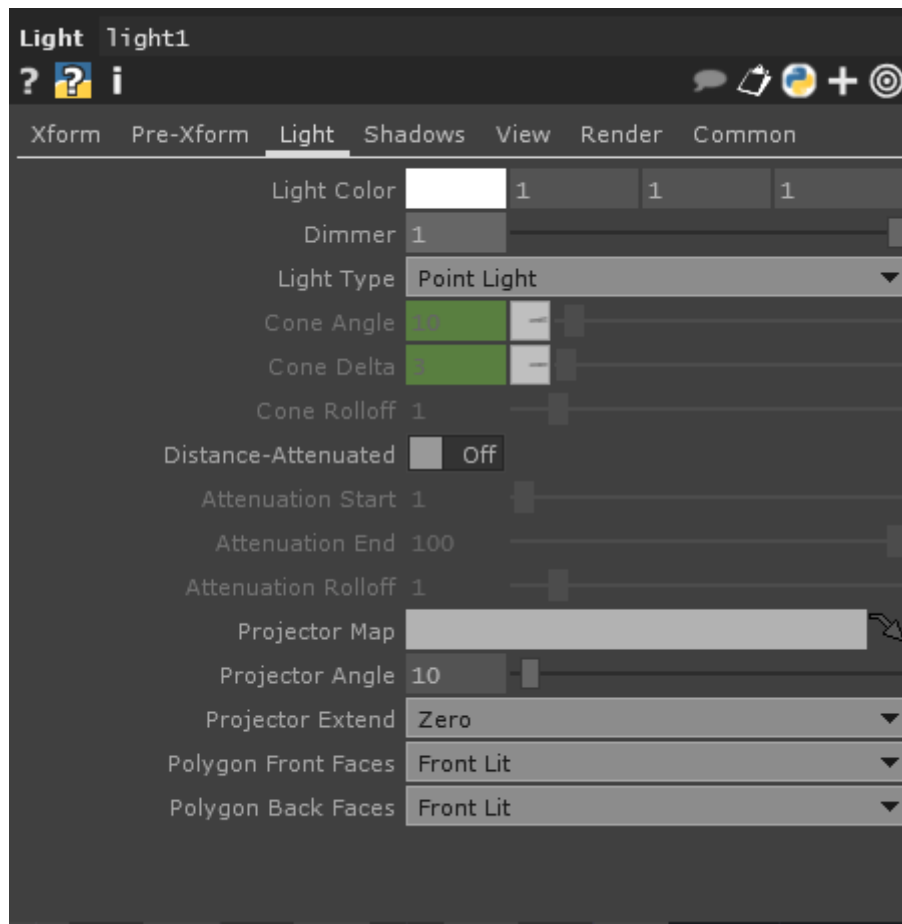 Light light1
? ? i
Xform Pre-Xform Light Shadows View Render Common
Light Color 1 1 1
Dimmer 1
Light Type Point Light
Cone Angle 10
Cone Delta 3
Cone Rolloff 1
Distance-Attenuated Off
Attenuation Start 1
Attenuation End 100
Attenuation Rolloff 1
Projector Map
Projector Angle 10
Projector Extend Zero
Polygon Front Faces Front Lit
Polygon Back Faces Front Lit